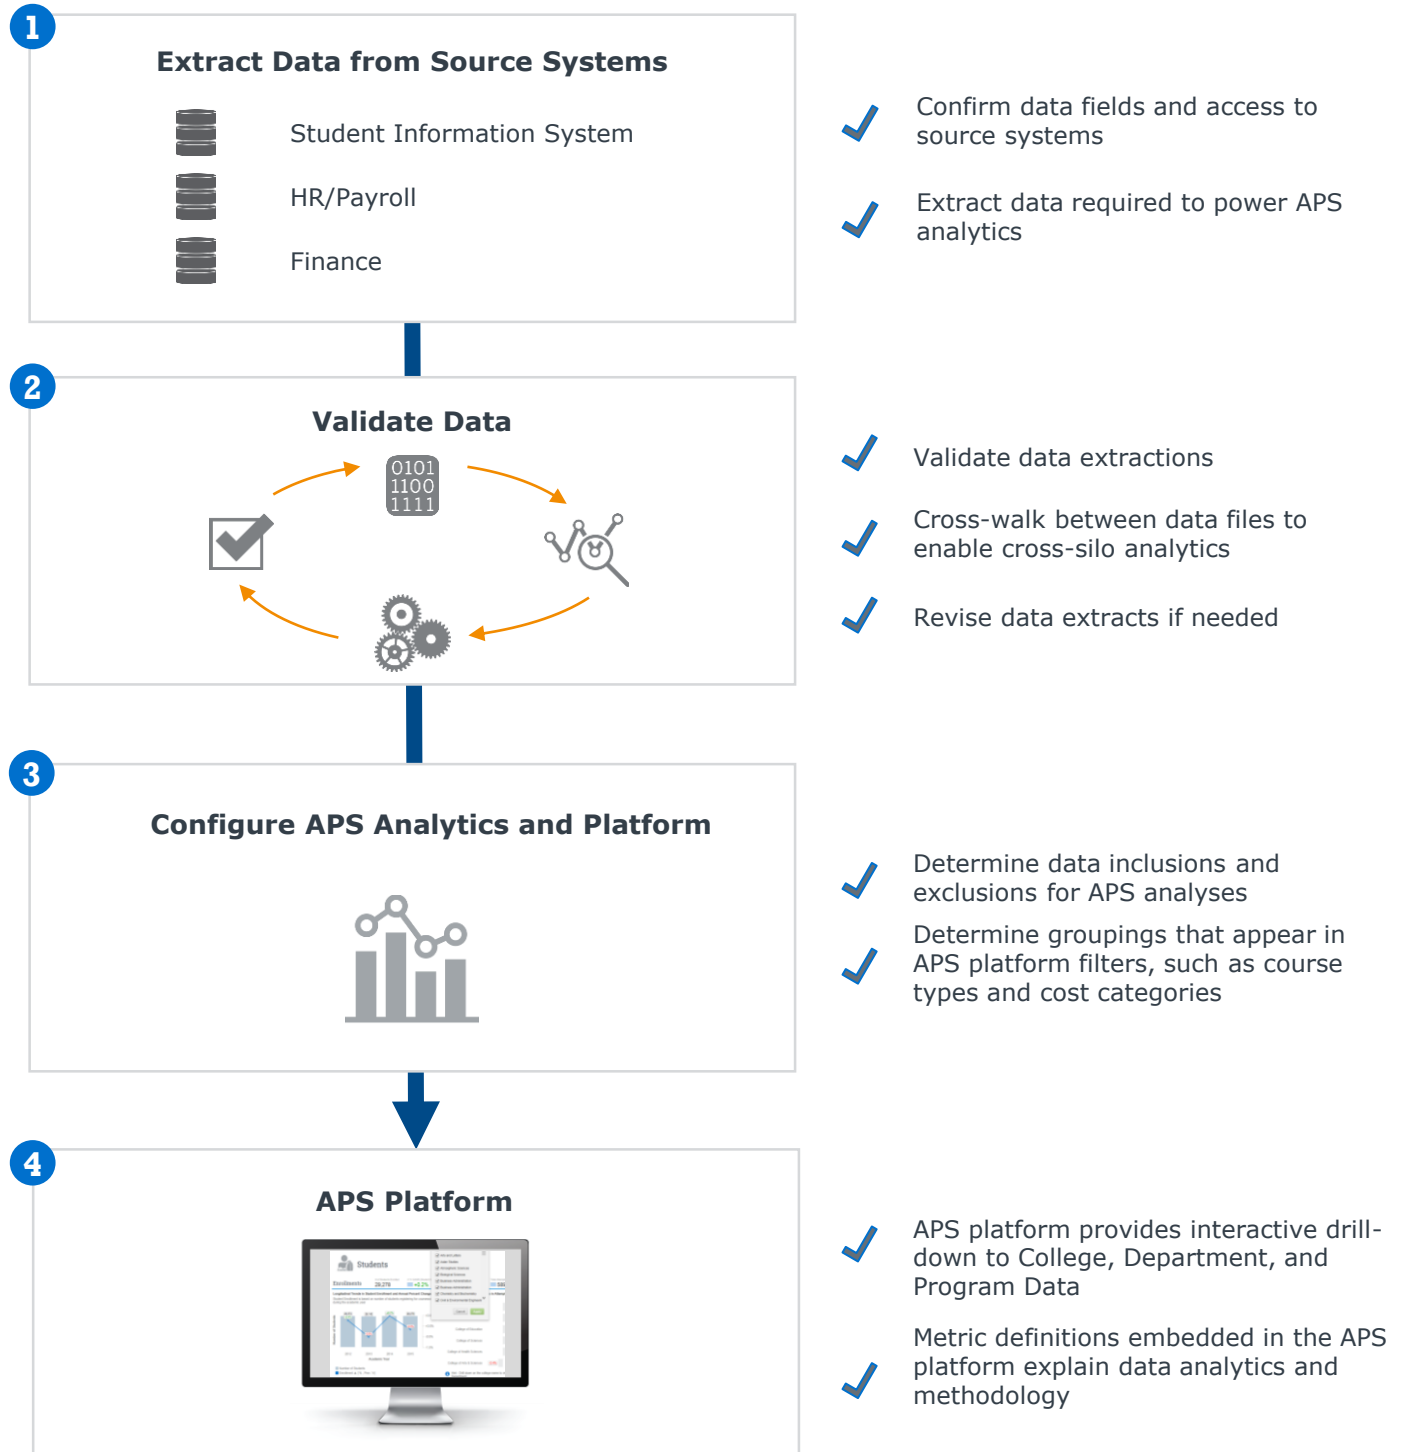 1
Extract Data from Source Systems
Student Information System
HR/Payroll
Finance
Confirm data fields and access to
source systems
Extract data required to power APS
analytics
2
Validate Data
0101
1100
1111
Validate data extractions
Cross-walk between data files to
enable cross-silo analytics
Revise data extracts if needed
3
Configure APS Analytics and Platform
Determine data inclusions and
exclusions for APS analyses
Determine groupings that appear in
APS platform filters, such as course
types and cost categories
4
APS Platform
Students
Enrollments
APS platform provides interactive drill-
down to College, Department, and
Program Data
Metric definitions embedded in the APS
platform explain data analytics and
methodology